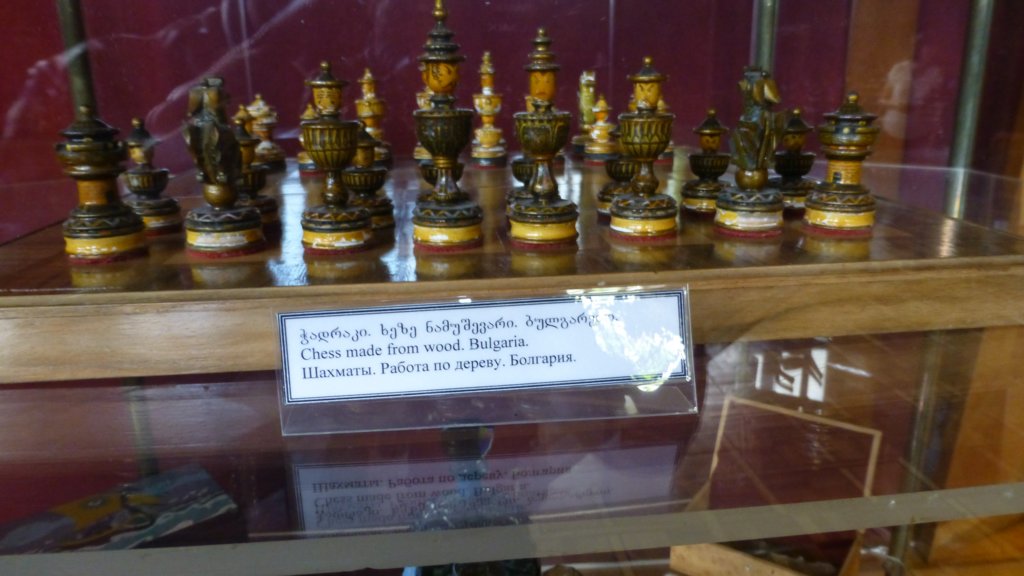 ჭადრაკი. ხეზე ნამუშევარი.
Chess made from wood. Bulgaria.
Шахматы. Работа по дереву. Болгария.